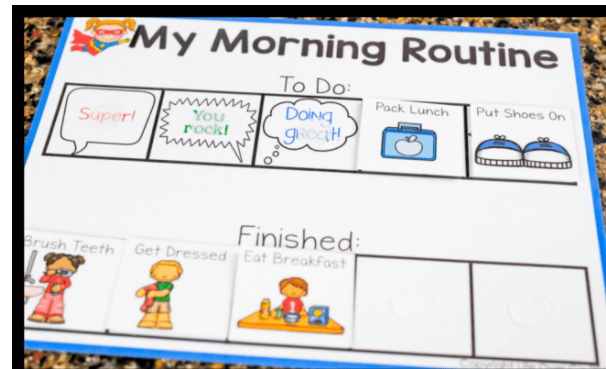 My Morning Routine
To Do:
Super!
You
rock!
Doing
great!
Pack Lunch
Put Shoes On
Finished:
Brush Teeth
Get Dressed
Eat Breakfast